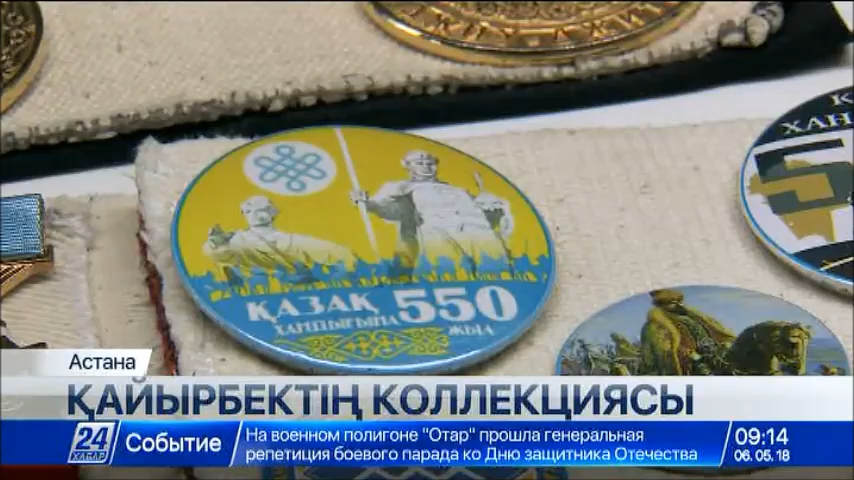 ҚАЗАҚ
ХАНДЫҒЫНА 550
ЖЫЛ
Астана
ҚАЙЫРБЕКТІҢ КОЛЛЕКЦИЯСЫ
24
ХАБАР
Событие
На военном полигоне "Отар" прошла генеральная
репетиция боевого парада ко Дню защитника Отечества
09:14
06.05.18